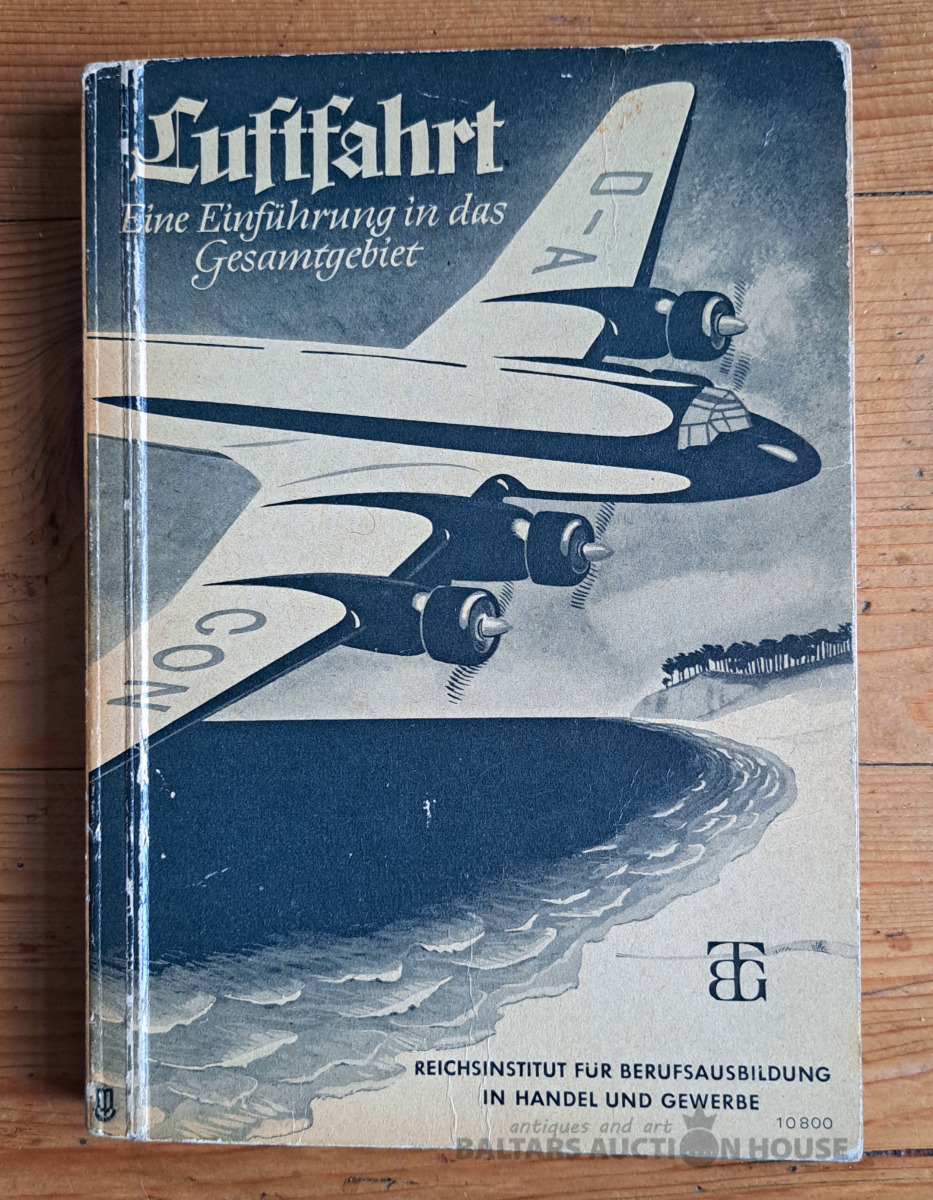 Luftfahrt
Eine Einführung in das
Gesamtgebiet
D-A
CON
BTG
REICHSINSTITUT FÜR BERUFSAUSBILDUNG
IN HANDEL UND GEWERBE
10800
antiques and art
BALTARS AUCTION HOUSE